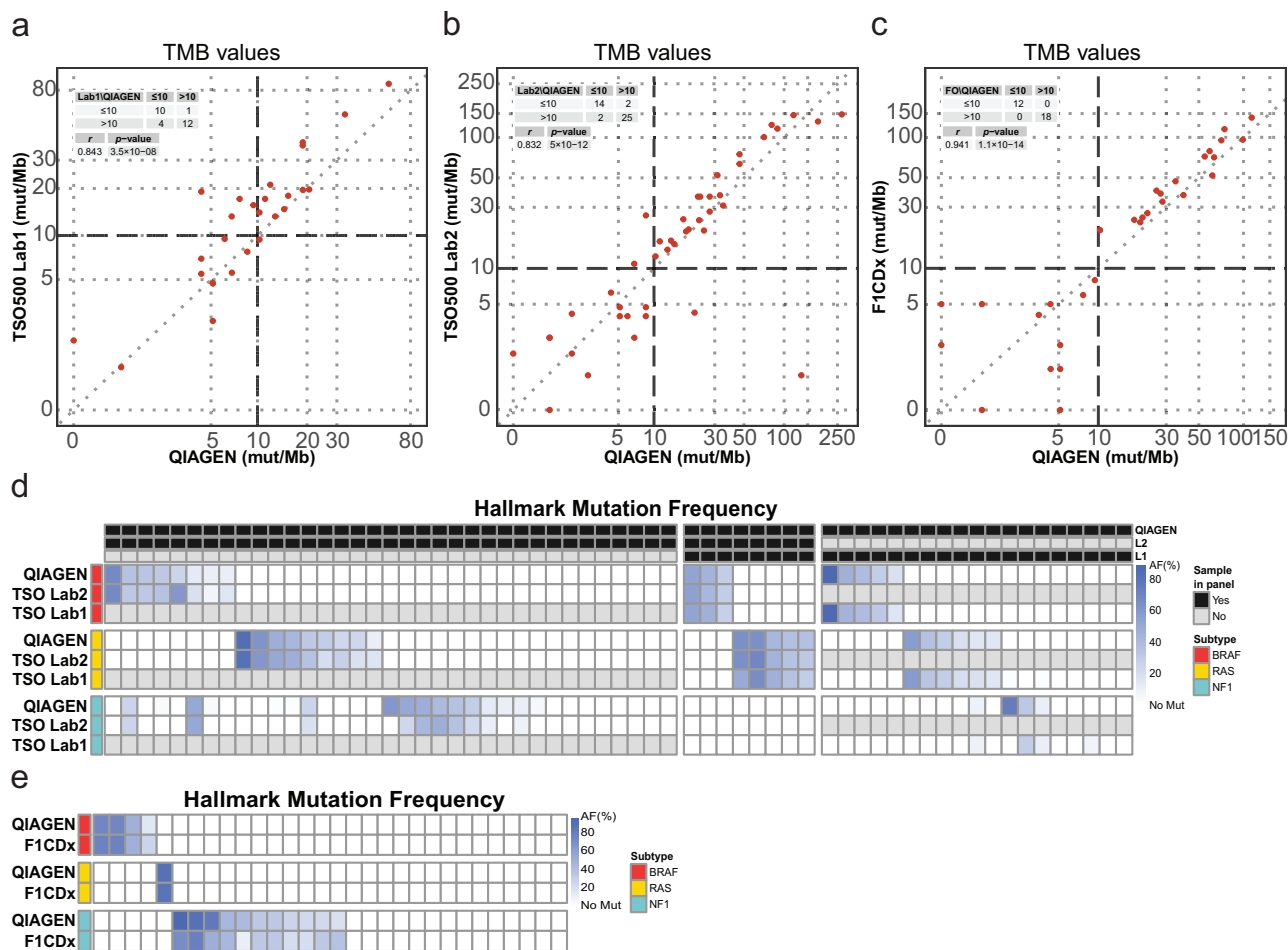 a
TMB values
Lab1\QIAGEN ≤10 >10
≤10 10 1
>10 4 12
r p−value
0.843 3.5×10−08
TSO500 Lab1 (mut/Mb)
80
30
20
10
5
0
0 5 10 20 30 80
QIAGEN (mut/Mb)
b
TMB values
Lab2\QIAGEN ≤10 >10
≤10 14 2
>10 2 25
r p−value
0.832 5×10−12
TSO500 Lab2 (mut/Mb)
250
150
100
50
30
10
5
0
0 5 10 30 50 100 250
QIAGEN (mut/Mb)
c
TMB values
FO\QIAGEN ≤10 >10
≤10 12 0
>10 0 18
r p−value
0.941 1.1×10−14
F1CDx (mut/Mb)
150
100
50
30
10
5
0
0 5 10 30 50 100 150
QIAGEN (mut/Mb)
d
Hallmark Mutation Frequency
QIAGEN
L2
L1
QIAGEN
TSO Lab2
TSO Lab1
QIAGEN
TSO Lab2
TSO Lab1
QIAGEN
TSO Lab2
TSO Lab1
AF(%)
80
60
40
20
No Mut
Sample
in panel
Yes
No
Subtype
BRAF
RAS
NF1
e
Hallmark Mutation Frequency
QIAGEN
F1CDx
QIAGEN
F1CDx
QIAGEN
F1CDx
AF(%)
80
60
40
20
No Mut
Subtype
BRAF
RAS
NF1